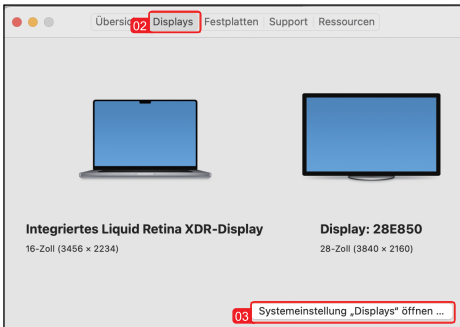 Übersic 02 Displays Festplatten Support Ressourcen
Integriertes Liquid Retina XDR-Display
16-Zoll (3456 × 2234)
Display: 28E850
28-Zoll (3840 × 2160)
03 Systemeinstellung „Displays" öffnen ...